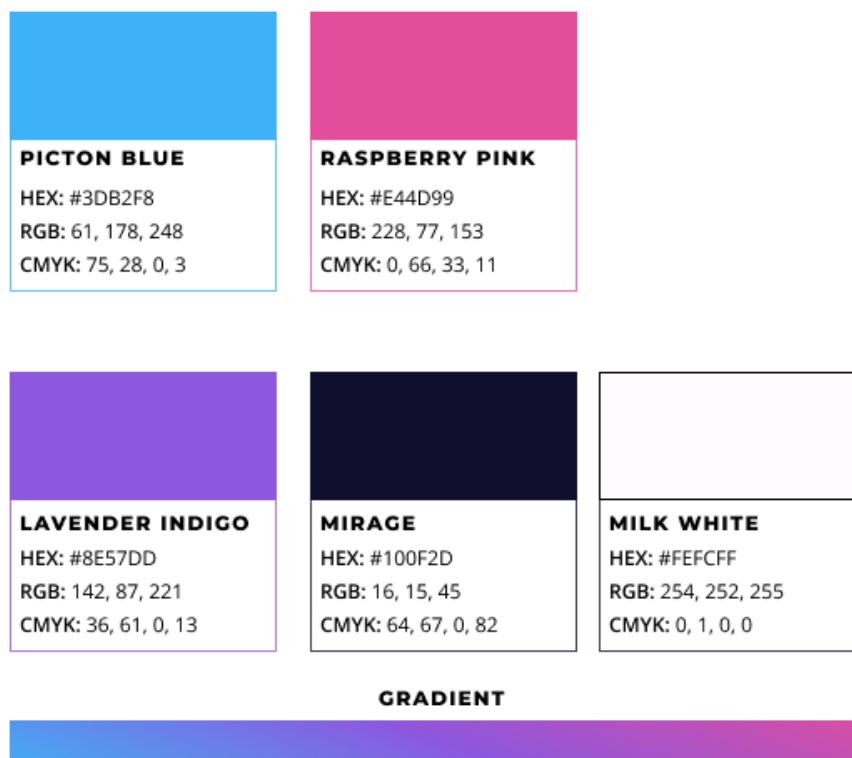 PICTON BLUE
HEX: #3DB2F8
RGB: 61, 178, 248
CMYK: 75, 28, 0, 3
RASPBERRY PINK
HEX: #E44D99
RGB: 228, 77, 153
CMYK: 0, 66, 33, 11
LAVENDER INDIGO
HEX: #8E57DD
RGB: 142, 87, 221
CMYK: 36, 61, 0, 13
MIRAGE
HEX: #100F2D
RGB: 16, 15, 45
CMYK: 64, 67, 0, 82
MILK WHITE
HEX: #FEFCFF
RGB: 254, 252, 255
CMYK: 0, 1, 0, 0
GRADIENT